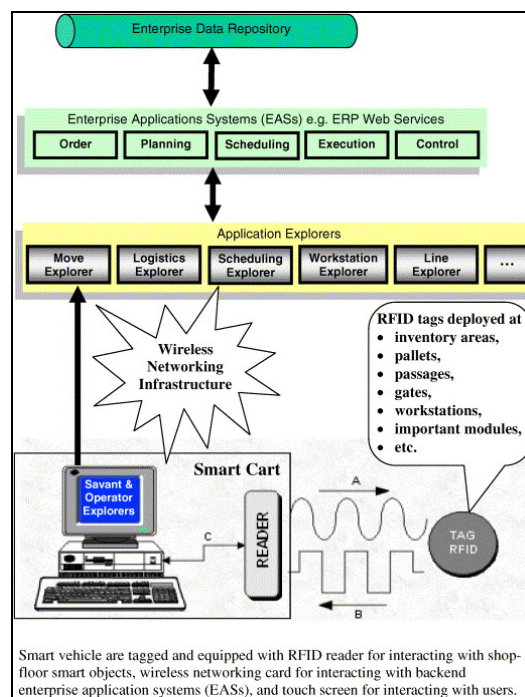 Enterprise Data Repository
Enterprise Applications Systems (EASs) e.g. ERP Web Services
Order
Planning
Scheduling
Execution
Control
Application Explorers
Move
Explorer
Logistics
Explorer
Scheduling
Explorer
Workstation
Explorer
Line
Explorer
...
Wireless
Networking
Infrastructure
RFID tags deployed at
• inventory areas,
• pallets,
• passages,
• gates,
• workstations,
• important modules,
• etc.
Smart Cart
Savant &
Operator
Explorers
C
READER
A
B
TAG
RFID
Smart vehicle are tagged and equipped with RFID reader for interacting with shop-
floor smart objects, wireless networking card for interacting with backend
enterprise application systems (EASs), and touch screen for interacting with users.